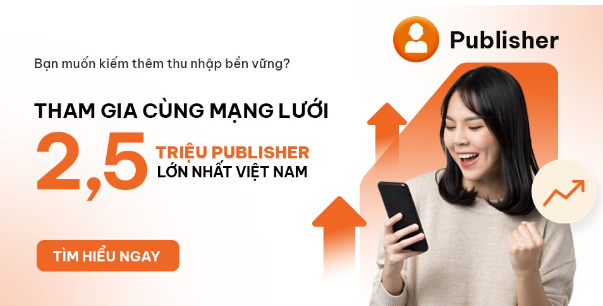 Publisher
Bạn muốn kiếm thêm thu nhập bền vững?
THAM GIA CÙNG MẠNG LƯỚI
2,5
TRIỆU PUBLISHER
LỚN NHẤT VIỆT NAM
TÌM HIỂU NGAY